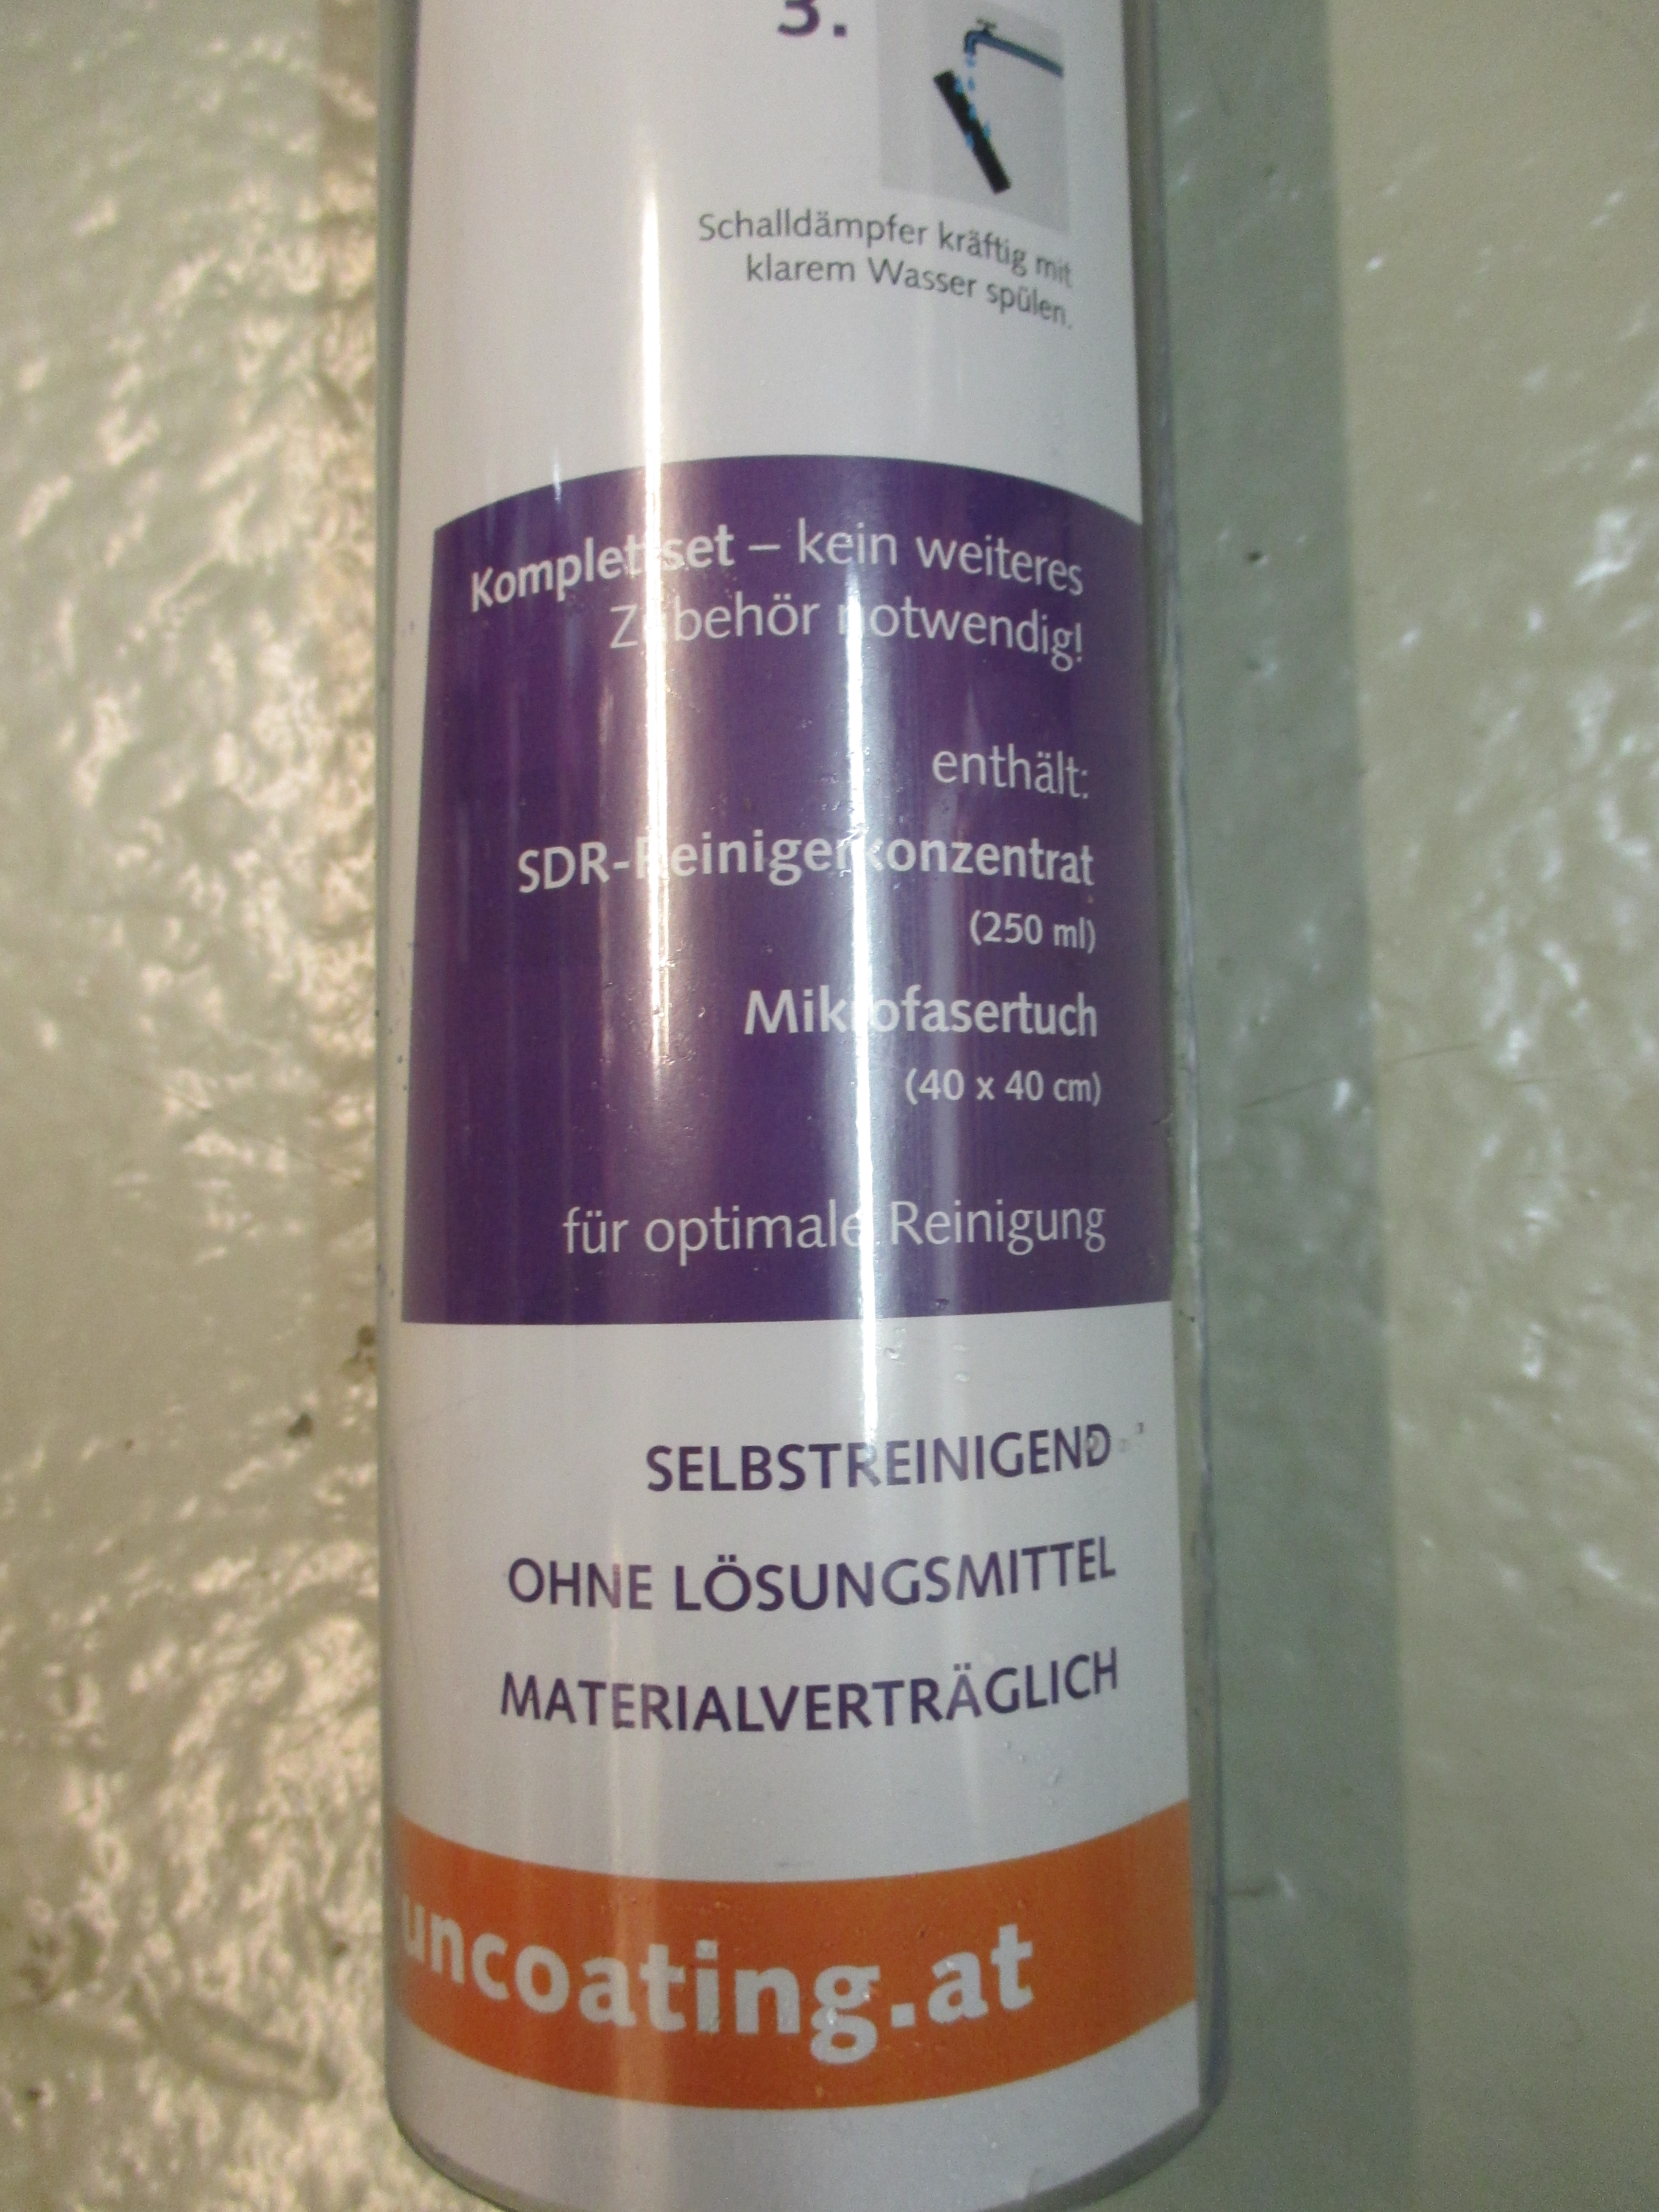 3.
Schalldämpfer kräftig mit
klarem Wasser spülen.
Komplettset – kein weiteres
Zubehör notwendig!
enthält:
SDR-Reinigerkonzentrat
(250 ml)
Mikrofasertuch
(40 x 40 cm)
für optimale Reinigung
SELBSTREINIGEND
OHNE LÖSUNGSMITTEL
MATERIALVERTRÄGLICH
uncoating.at